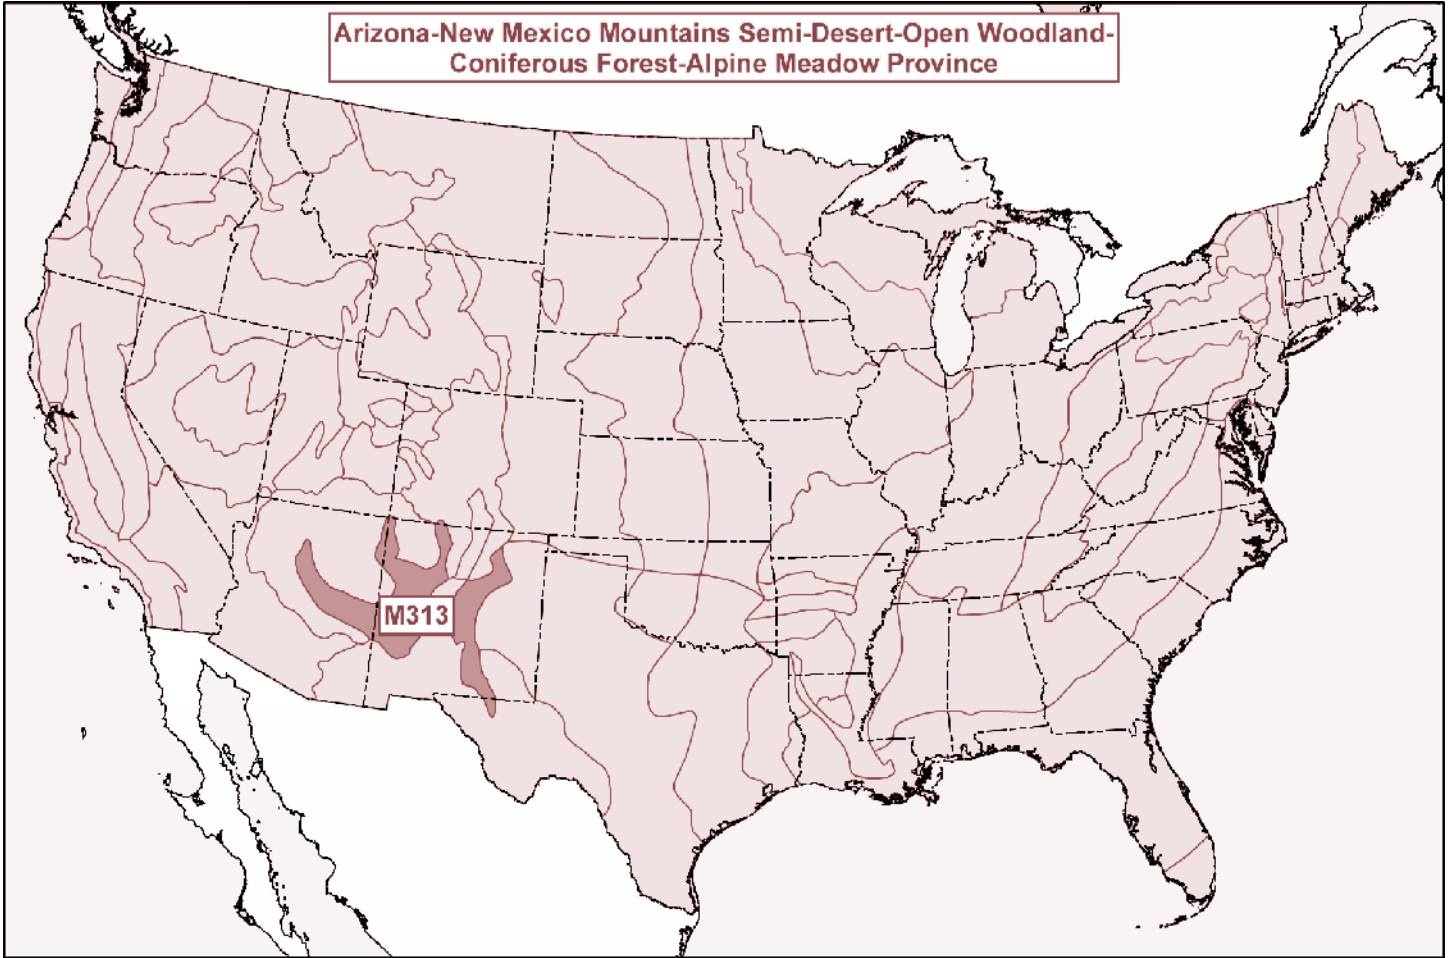 Arizona-New Mexico Mountains Semi-Desert-Open Woodland-
Coniferous Forest-Alpine Meadow Province
M313